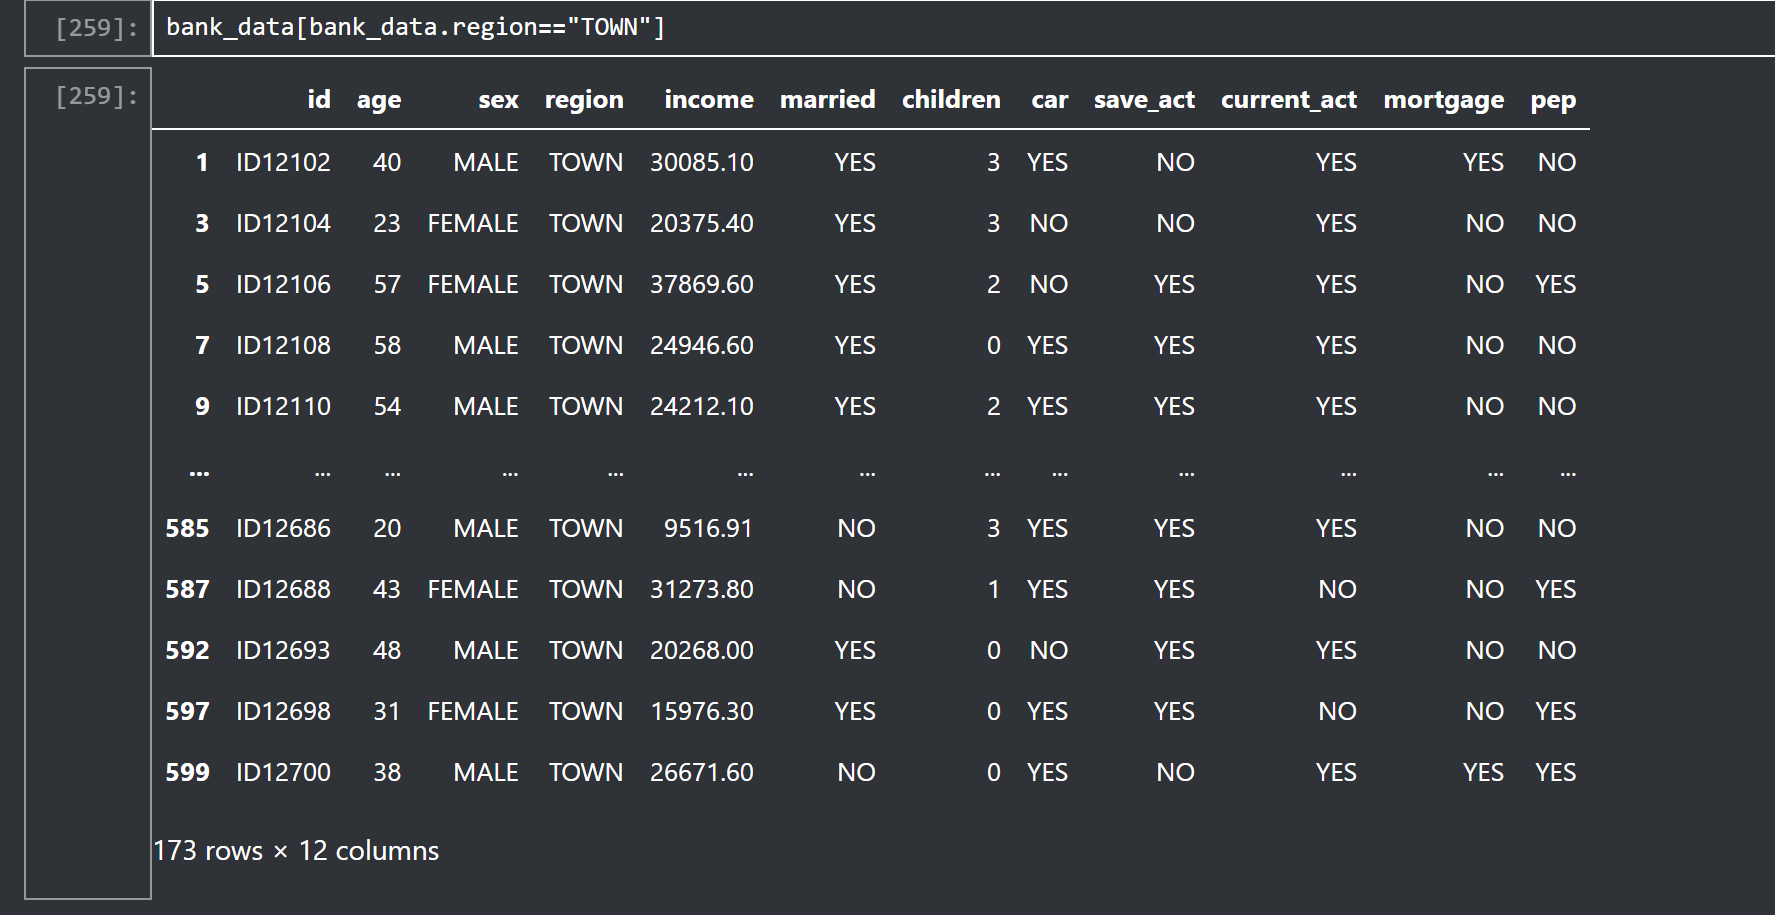 [259]: bank_data[bank_data.region=="TOWN"]
[259]: id age sex region income married children car save_act current_act mortgage pep
1 ID12102 40 MALE TOWN 30085.10 YES 3 YES NO YES YES NO
3 ID12104 23 FEMALE TOWN 20375.40 YES 3 NO NO YES NO NO
5 ID12106 57 FEMALE TOWN 37869.60 YES 2 NO YES YES NO YES
7 ID12108 58 MALE TOWN 24946.60 YES 0 YES YES YES NO NO
9 ID12110 54 MALE TOWN 24212.10 YES 2 YES YES YES NO NO
... ... ... ... ... ... ... ... ... ... ... ... ...
585 ID12686 20 MALE TOWN 9516.91 NO 3 YES YES YES NO NO
587 ID12688 43 FEMALE TOWN 31273.80 NO 1 YES YES NO NO YES
592 ID12693 48 MALE TOWN 20268.00 YES 0 NO YES YES NO NO
597 ID12698 31 FEMALE TOWN 15976.30 YES 0 YES YES NO NO YES
599 ID12700 38 MALE TOWN 26671.60 NO 0 YES NO YES YES YES
173 rows × 12 columns